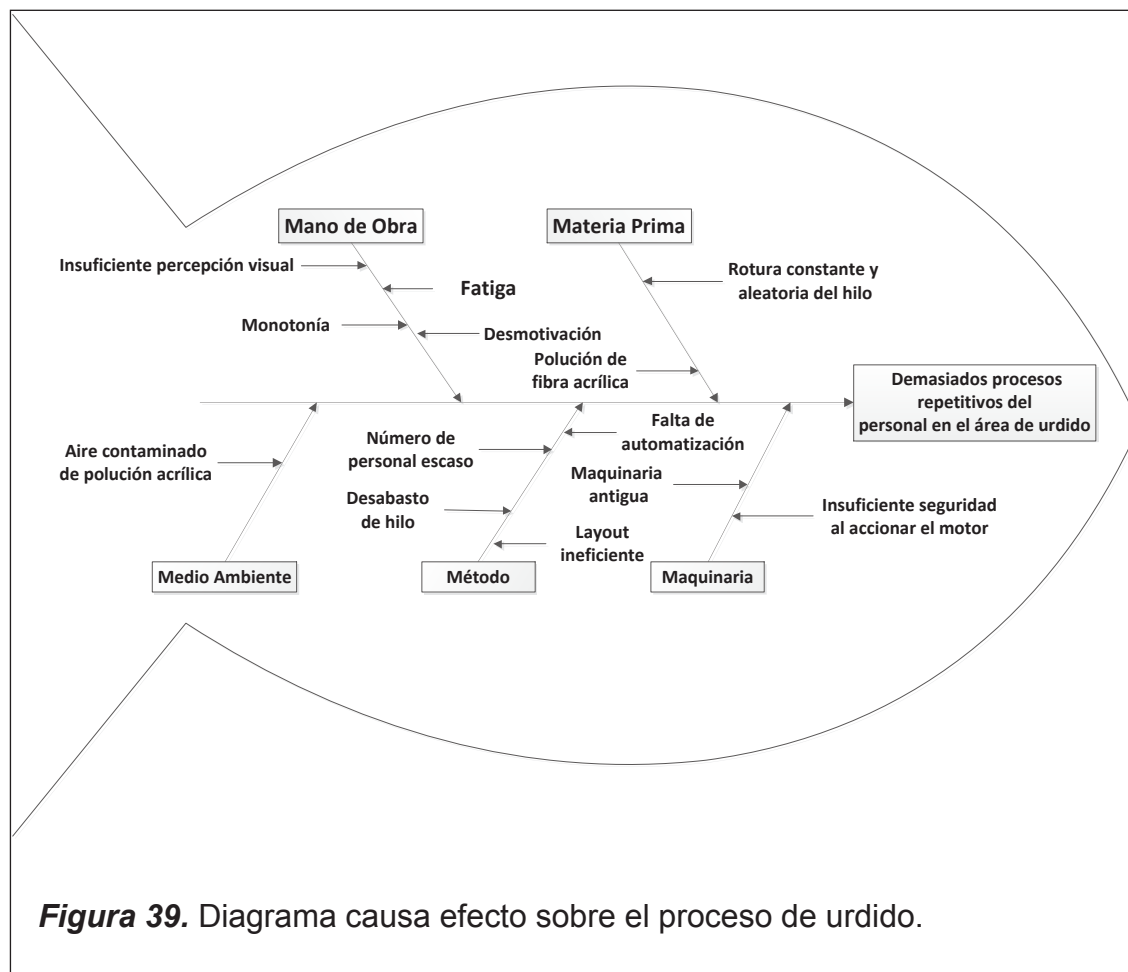 Mano de Obra
Materia Prima
Insuficiente percepción visual
Fatiga
Rotura constante y
aleatoria del hilo
Monotonía
Desmotivación
Polución de
fibra acrílica
Demasiados procesos
repetitivos del
personal en el área de urdido
Aire contaminado
de polución acrílica
Número de
personal escaso
Falta de
automatización
Desabasto
de hilo
Maquinaria
antigua
Layout
ineficiente
Insuficiente seguridad
al accionar el motor
Medio Ambiente
Método
Maquinaria
Figura 39. Diagrama causa efecto sobre el proceso de urdido.